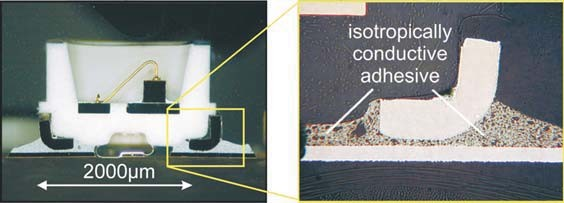 2000µm
isotropically
conductive
adhesive